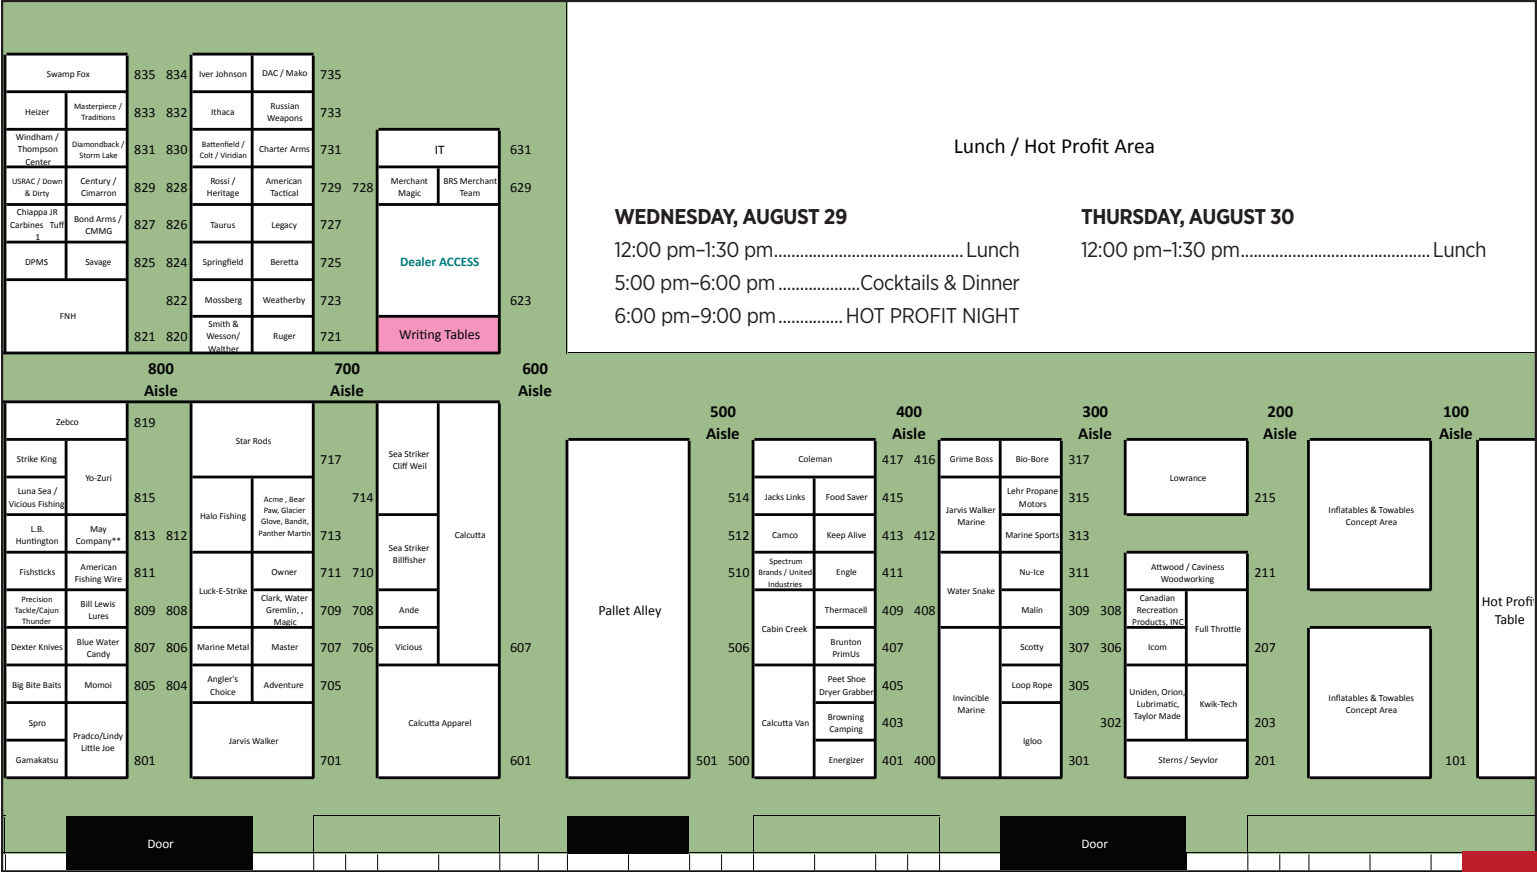 Lunch / Hot Profit Area
WEDNESDAY, AUGUST 29
12:00 pm–1:30 pm.......................................... Lunch
5:00 pm–6:00 pm ..................Cocktails & Dinner
6:00 pm–9:00 pm .............. HOT PROFIT NIGHT
THURSDAY, AUGUST 30
12:00 pm–1:30 pm.......................................... Lunch
Swamp Fox
835 834
Iver Johnson
DAC / Mako
735
Heizer
Masterpiece /
Traditions
833 832
Ithaca
Russian
Weapons
733
Windham /
Thompson
Center
Diamondback /
Storm Lake
831 830
Battenfield /
Colt / Viridian
Charter Arms
731
IT
631
USRAC / Down
& Dirty
Century /
Cimarron
829 828
Rossi /
Heritage
American
Tactical
729 728
Merchant
Magic
BRS Merchant
Team
629
Chiappa JR
Carbines Tuff
1
Bond Arms /
CMMG
827 826
Taurus
Legacy
727
DPMS
Savage
825 824
Springfield
Beretta
725
Dealer ACCESS
FNH
822
Mossberg
Weatherby
723
623
821 820
Smith &
Wesson/
Walther
Ruger
721
Writing Tables
800
Aisle
700
Aisle
600
Aisle
500
Aisle
400
Aisle
300
Aisle
200
Aisle
100
Aisle
Zebco
819
Strike King
Yo-Zuri
Luna Sea /
Vicious Fishing
815
L.B.
Huntington
May
Company**
813 812
Fishsticks
American
Fishing Wire
811
Precision
Tackle/Cajun
Thunder
Bill Lewis
Lures
809 808
Dexter Knives
Blue Water
Candy
807 806
Big Bite Baits
Momoi
805 804
Spro
Pradco/Lindy
Little Joe
Gamakatsu
801
Star Rods
717
Halo Fishing
Acme , Bear
Paw, Glacier
Glove, Bandit,
Panther Martin
714
713
Luck-E-Strike
Owner
711 710
Clark, Water
Gremlin, ,
Magic
709 708
Marine Metal
Master
707 706
Angler's
Choice
Adventure
705
Jarvis Walker
701
Sea Striker
Cliff Weil
Calcutta
Sea Striker
Billfisher
Ande
Vicious
607
Calcutta Apparel
601
Pallet Alley
501 500
Coleman
417 416
514
Jacks Links
Food Saver
415
512
Camco
Keep Alive
413 412
510
Spectrum
Brands / United
Industries
Engle
411
Cabin Creek
Thermacell
409 408
506
Brunton
PrimUs
407
Calcutta Van
Peet Shoe
Dryer Grabber
405
Browning
Camping
403
Energizer
401 400
Grime Boss
Bio-Bore
317
Jarvis Walker
Marine
Lehr Propane
Motors
315
Marine Sports
313
Water Snake
Nu-Ice
311
Malin
309 308
Invincible
Marine
Scotty
307 306
Loop Rope
305
Igloo
302
301
Lowrance
215
Attwood / Caviness
Woodworking
211
Canadian
Recreation
Products, INC
Full Throttle
Icom
207
Uniden, Orion,
Lubrimatic,
Taylor Made
Kwik-Tech
203
Sterns / Seyvlor
201
Inflatables & Towables
Concept Area
Inflatables & Towables
Concept Area
101
Hot Profi
Table
Door
Door